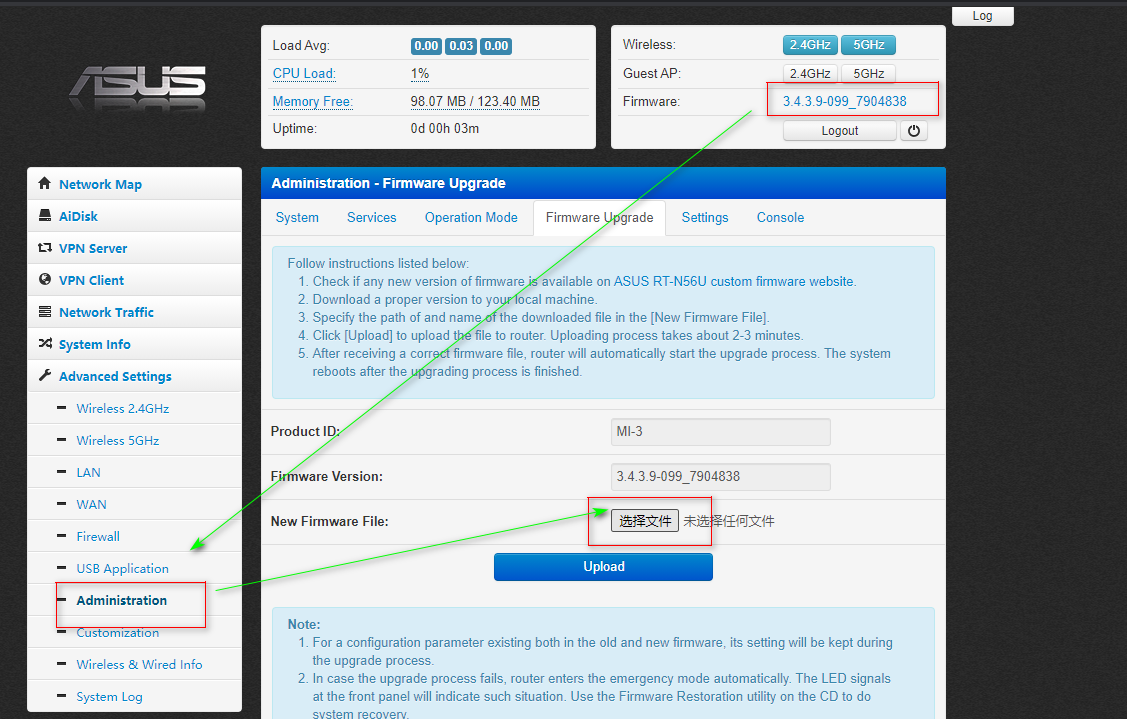 Log
ASUS
Load Avg: 0.00 0.03 0.00
CPU Load: 1%
Memory Free: 98.07 MB / 123.40 MB
Uptime: 0d 00h 03m
Wireless: 2.4GHz 5GHz
Guest AP: 2.4GHz 5GHz
Firmware: 3.4.3.9-099_7904838
Logout
Network Map
AiDisk
VPN Server
VPN Client
Network Traffic
System Info
Advanced Settings
Wireless 2.4GHz
Wireless 5GHz
LAN
WAN
Firewall
USB Application
Administration
Customization
Wireless & Wired Info
System Log
Administration - Firmware Upgrade
System Services Operation Mode Firmware Upgrade Settings Console
Follow instructions listed below:
1. Check if any new version of firmware is available on ASUS RT-N56U custom firmware website.
2. Download a proper version to your local machine.
3. Specify the path of and name of the downloaded file in the [New Firmware File].
4. Click [Upload] to upload the file to router. Uploading process takes about 2-3 minutes.
5. After receiving a correct firmware file, router will automatically start the upgrade process. The system
reboots after the upgrading process is finished.
Product ID: MI-3
Firmware Version: 3.4.3.9-099_7904838
New Firmware File: 选择文件 未选择任何文件
Upload
Note:
1. For a configuration parameter existing both in the old and new firmware, its setting will be kept during
the upgrade process.
2. In case the upgrade process fails, router enters the emergency mode automatically. The LED signals
at the front panel will indicate such situation. Use the Firmware Restoration utility on the CD to do
system recovery.